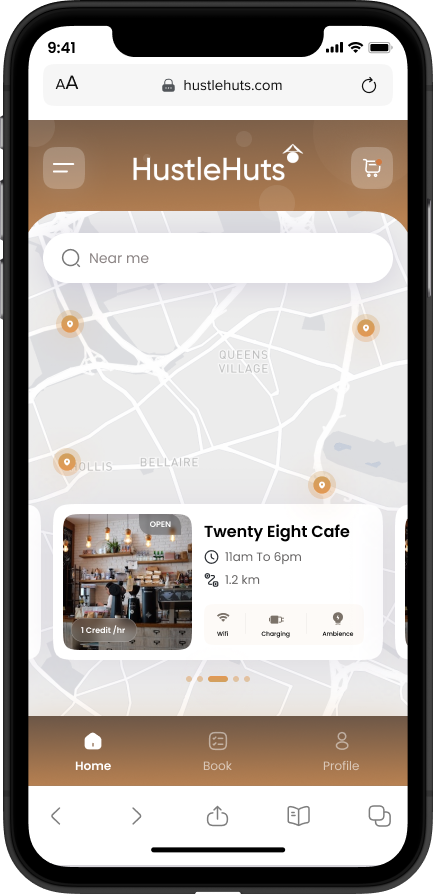 9:41
AA
hustlehuts.com
HustleHuts
Near me
QUEENS
VILLAGE
OLLIS
BELLAIRE
OPEN
Twenty Eight Cafe
11am To 6pm
1.2 km
1 Credit /hr
Wifi
Charging
Ambience
Home
Book
Profile